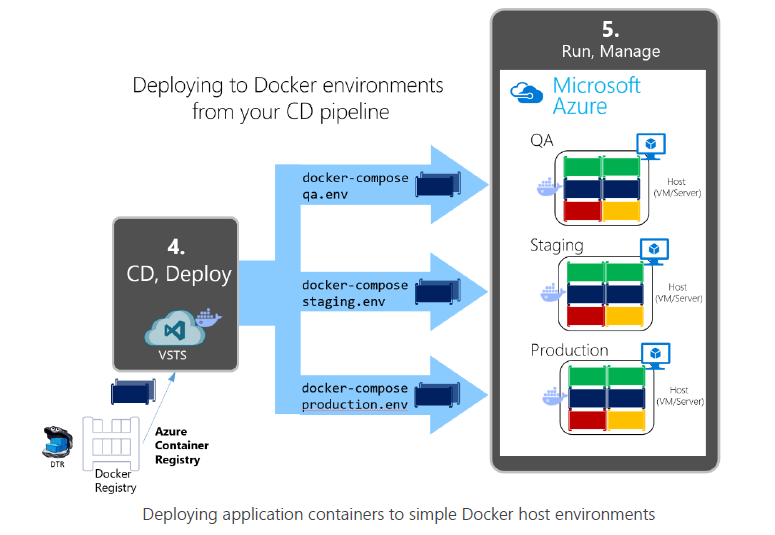 Deploying to Docker environments
from your CD pipeline
4.
CD, Deploy
VSTS
DTR
Docker
Registry
Azure
Container
Registry
docker-compose
qa.env
docker-compose
staging.env
docker-compose
production.env
5.
Run, Manage
Microsoft
Azure
QA
Host
(VM/Server)
Staging
Host
(VM/Server)
Production
Host
(VM/Server)
Deploying application containers to simple Docker host environments